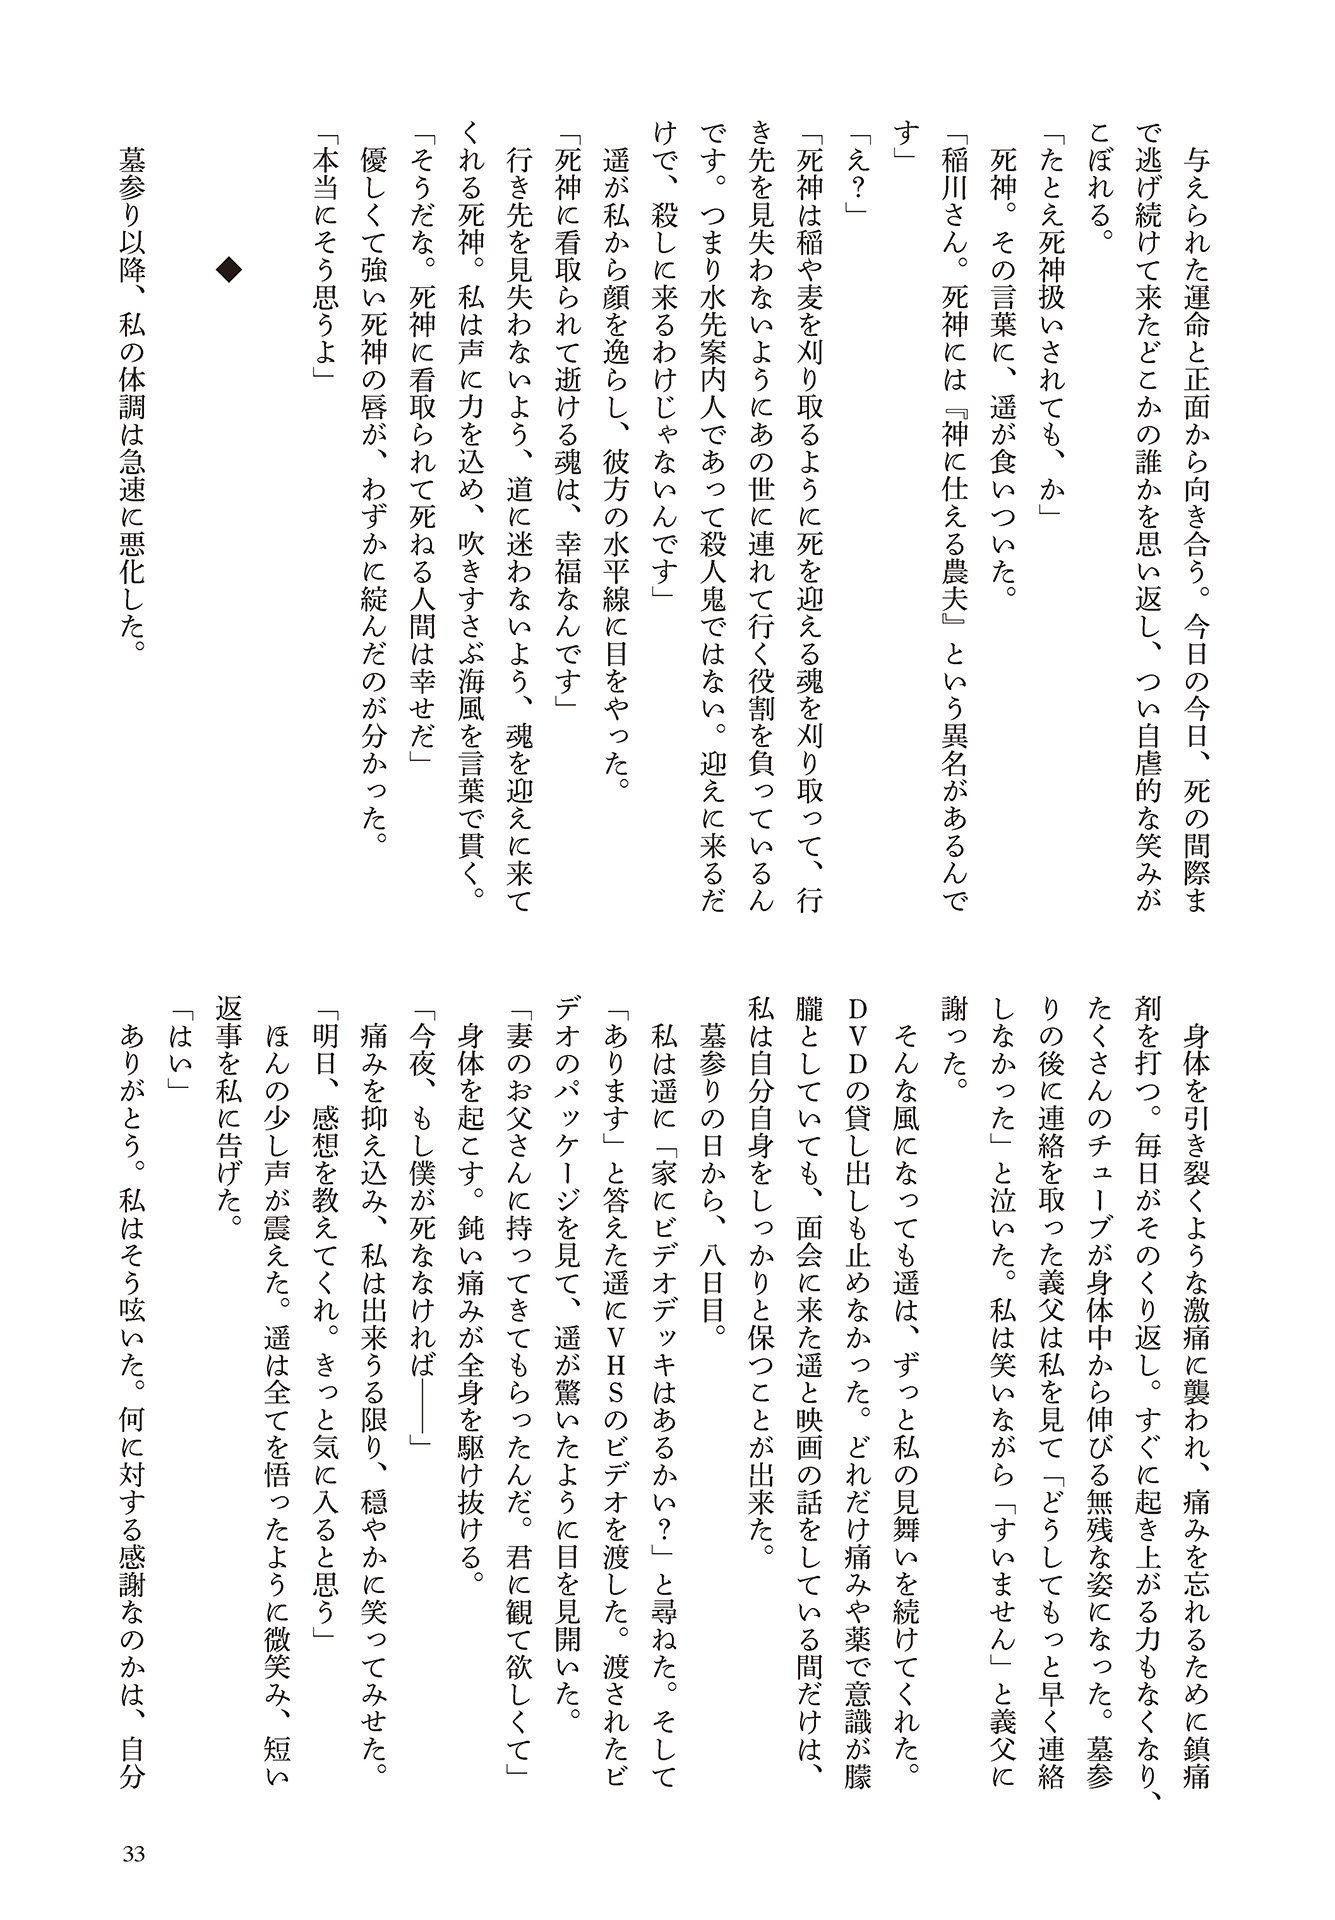 与えられた運命と正面から向き合う。今日の今日、死の間際ま
で逃げ続けて来たどこかの誰かを思い返し、つい自虐的な笑みが
こぼれる。
「たとえ死神扱いされても、か」
死神。その言葉に、遥が食いついた。
「稲川さん。死神には『神に仕える農夫』という異名があるんで
す」
「え？」
「死神は稲や麦を刈り取るように死を迎える魂を刈り取って、行
き先を見失わないようにあの世に連れて行く役割を負っているん
です。つまり水先案内人であって殺人鬼ではない。迎えに来るだ
けで、殺しに来るわけじゃないんです」
遥が私から顔を逸らし、彼方の水平線に目をやった。
「死神に看取られて逝ける魂は、幸福なんです」
行き先を見失わないよう、道に迷わないよう、魂を迎えに来て
くれる死神。私は声に力を込め、吹きすさぶ海風を言葉で貫く。
「そうだな。死神に看取られて死ねる人間は幸せだ」
優しくて強い死神の唇が、わずかに綻んだのが分かった。
「本当にそう思うよ」
◆
墓参り以降、私の体調は急速に悪化した。
身体を引き裂くような激痛に襲われ、痛みを忘れるために鎮痛
剤を打つ。毎日がそのくり返し。すぐに起き上がる力もなくなり、
たくさんのチューブが身体中から伸びる無残な姿になった。墓参
りの後に連絡を取った義父は私を見て「どうしてもっと早く連絡
しなかった」と泣いた。私は笑いながら「すいません」と義父に
謝った。
そんな風になっても遥は、ずっと私の見舞いを続けてくれた。
ＤＶＤの貸し出しも止めなかった。どれだけ痛みや薬で意識が朦
朧としていても、面会に来た遥と映画の話をしている間だけは、
私は自分自身をしっかりと保つことが出来た。
墓参りの日から、八日目。
私は遥に「家にビデオデッキはあるかい？」と尋ねた。そして
「あります」と答えた遥にＶＨＳのビデオを渡した。渡されたビ
デオのパッケージを見て、遥が驚いたように目を見開いた。
「妻のお父さんに持ってきてもらったんだ。君に観て欲しくて」
身体を起こす。鈍い痛みが全身を駆け抜ける。
「今夜、もし僕が死ななければ――」
痛みを抑え込み、私は出来うる限り、穏やかに笑ってみせた。
「明日、感想を教えてくれ。きっと気に入ると思う」
ほんの少し声が震えた。遥は全てを悟ったように微笑み、短い
返事を私に告げた。
「はい」
ありがとう。私はそう呟いた。何に対する感謝なのかは、自分
33